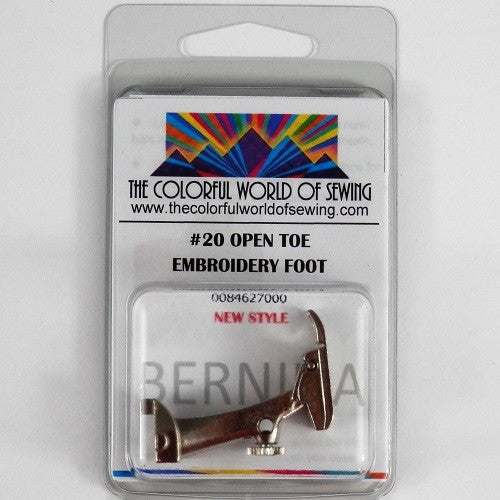 THE COLORFUL WORLD OF SEWING
www.thecolorfulworldofsewing.com
#20 OPEN TOE
EMBROIDERY FOOT
0084627000
NEW STYLE
BERNINA